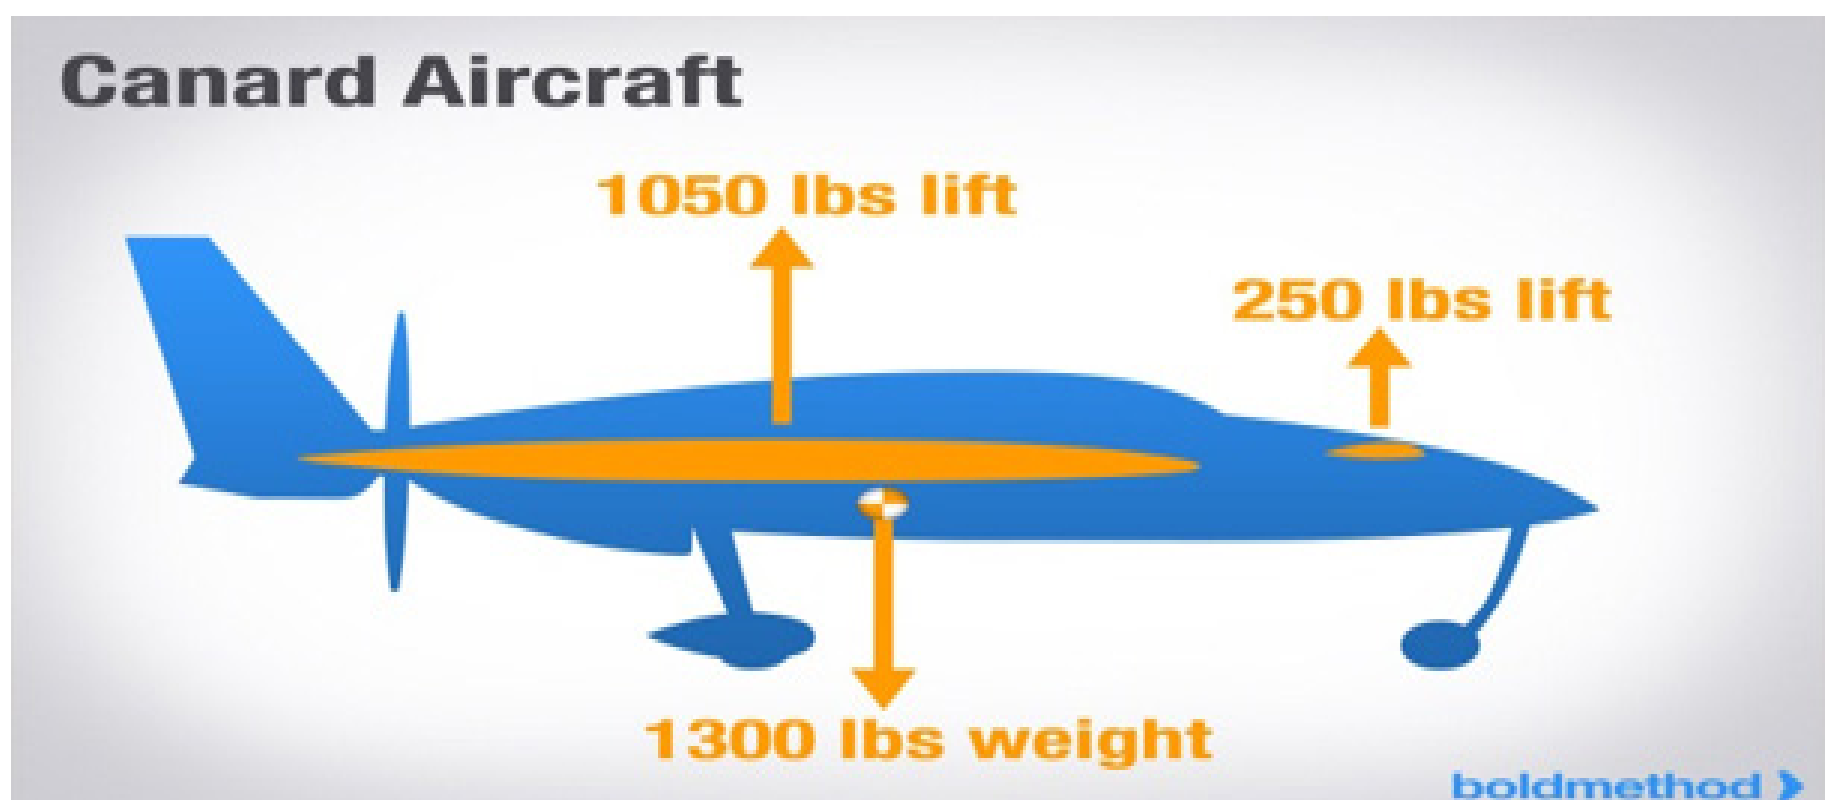 Canard Aircraft
1050 lbs lift
250 lbs lift
1300 lbs weight
boldmethod